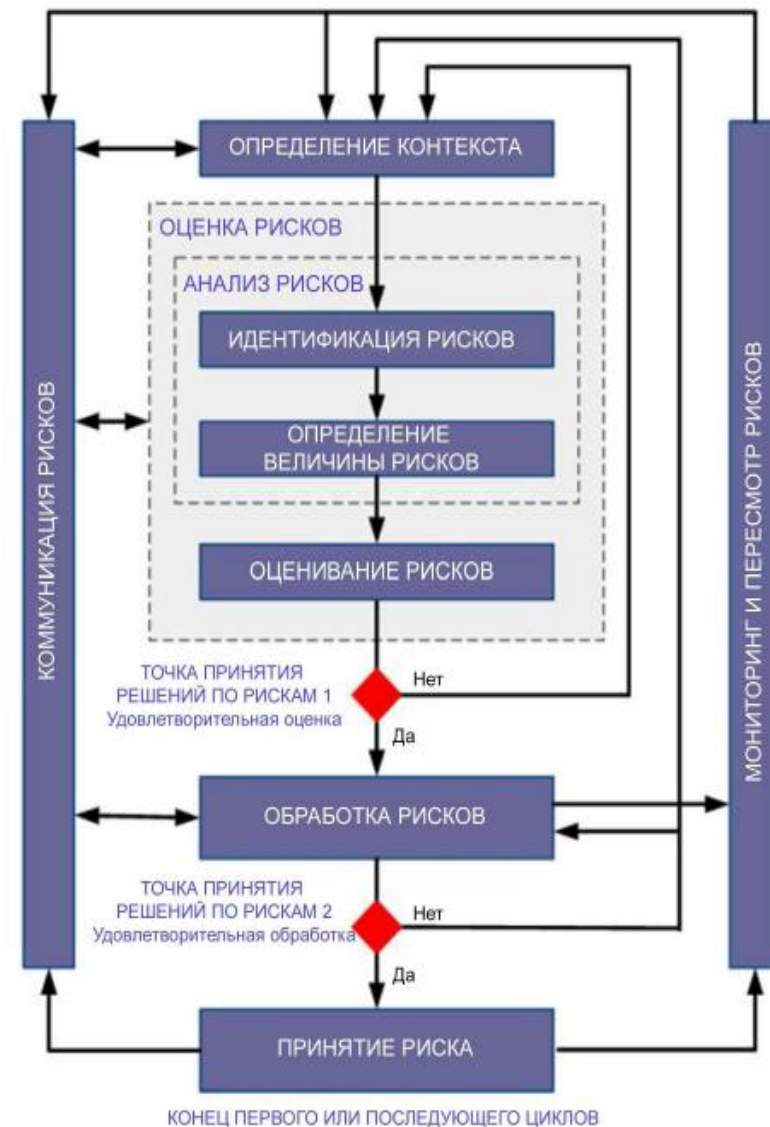 ОПРЕДЕЛЕНИЕ КОНТЕКСТА
ОЦЕНКА РИСКОВ
АНАЛИЗ РИСКОВ
ИДЕНТИФИКАЦИЯ РИСКОВ
ОПРЕДЕЛЕНИЕ
ВЕЛИЧИНЫ РИСКОВ
ОЦЕНИВАНИЕ РИСКОВ
КОММУНИКАЦИЯ РИСКОВ
МОНИТОРИНГ И ПЕРЕСМОТР РИСКОВ
ТОЧКА ПРИНЯТИЯ
РЕШЕНИЙ ПО РИСКАМ 1
Удовлетворительная оценка
Нет
Да
ОБРАБОТКА РИСКОВ
ТОЧКА ПРИНЯТИЯ
РЕШЕНИЙ ПО РИСКАМ 2
Удовлетворительная обработка
Нет
Да
ПРИНЯТИЕ РИСКА
КОНЕЦ ПЕРВОГО ИЛИ ПОСЛЕДУЮЩЕГО ЦИКЛОВ